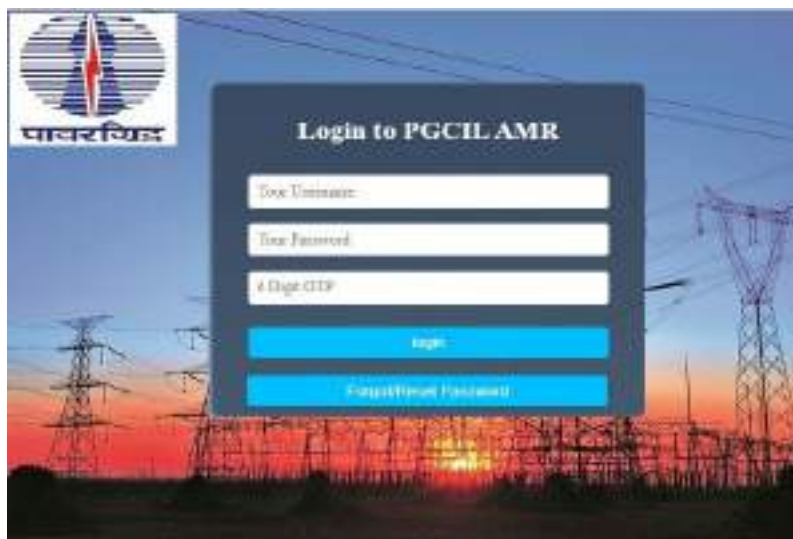 पावरग्रिड
Login to PGCIL AMR
Your Username
Your Password
6 Digit OTP
login
Forgot/Reset Password